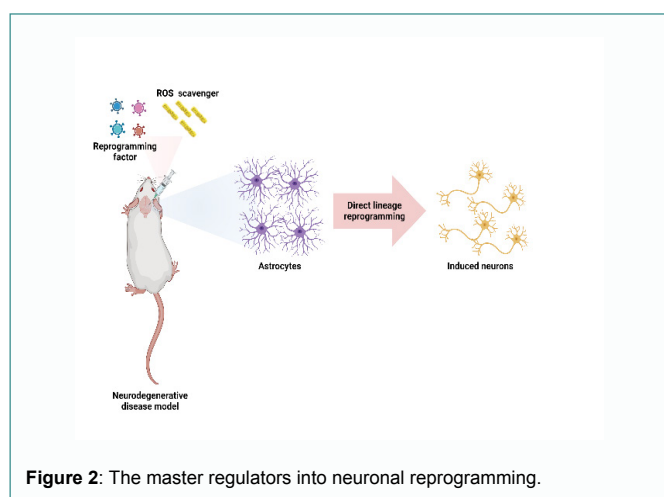 ROS scavenger
Reprogramming
factor
Direct lineage
reprogramming
Astrocytes
Induced neurons
Neurodegenerative
disease model
Figure 2: The master regulators into neuronal reprogramming.